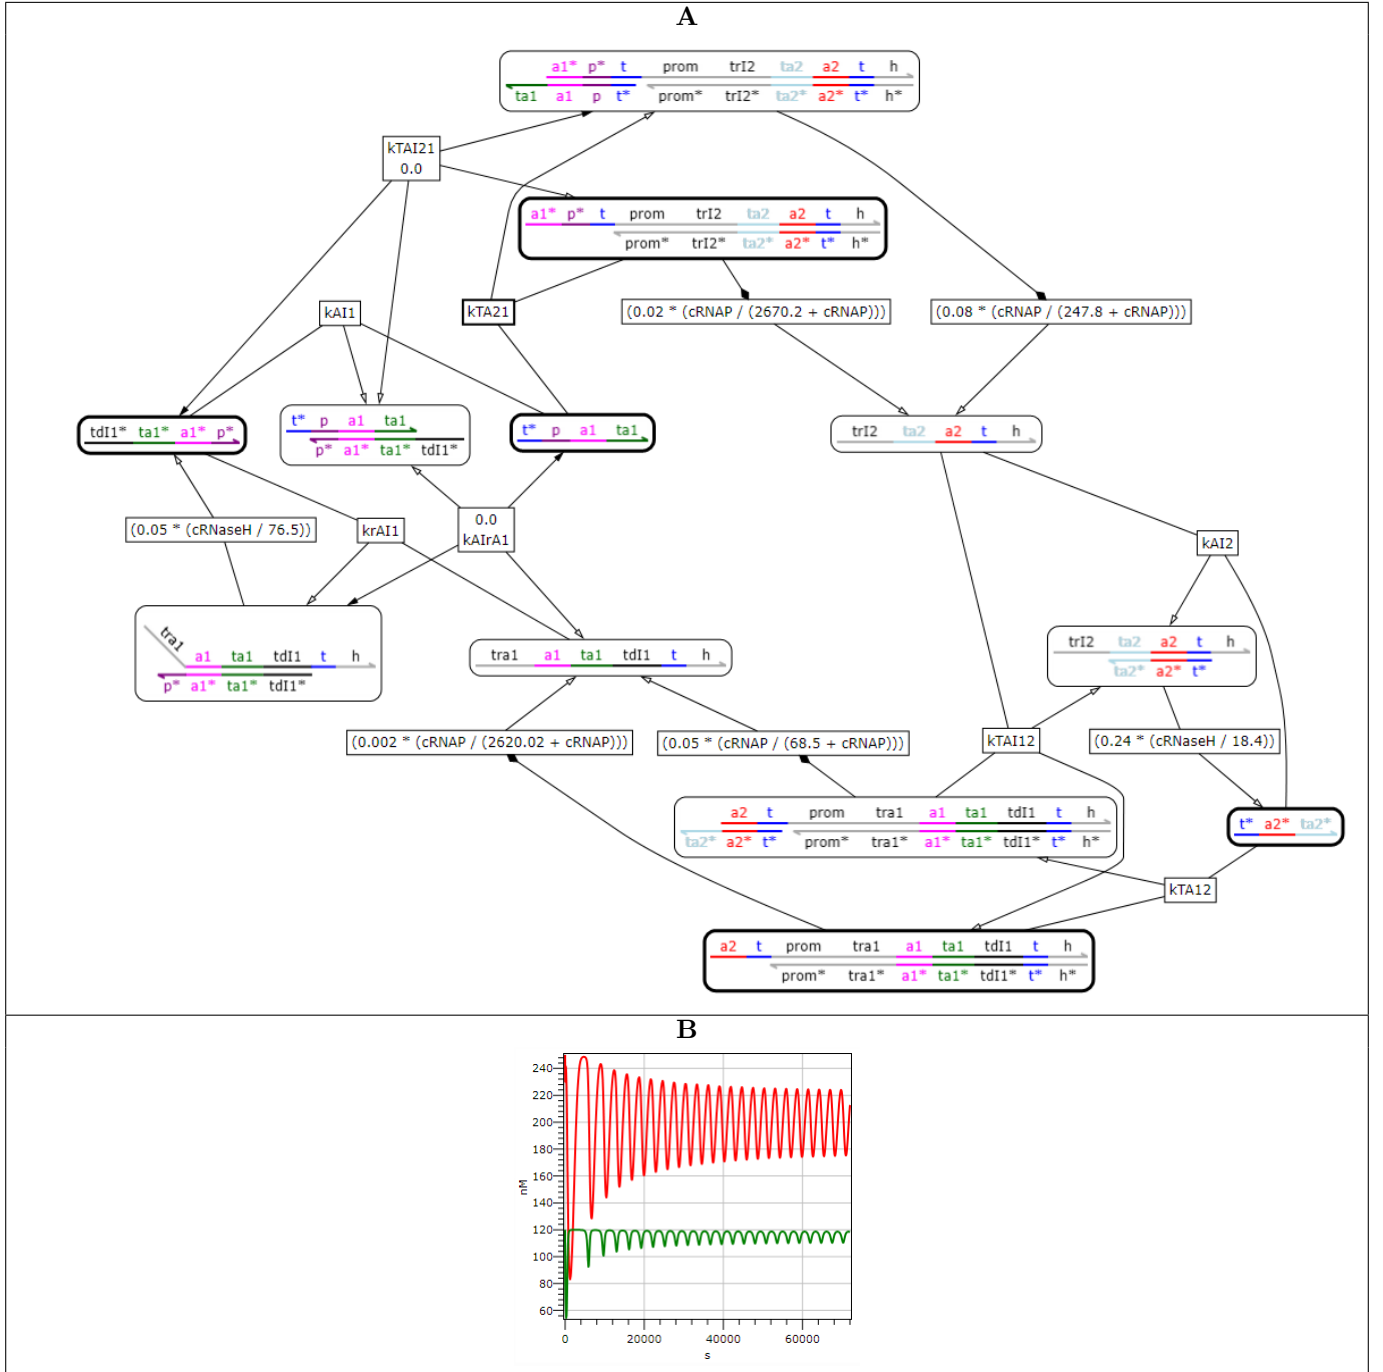 A
a1* p* t prom trI2 ta2 a2 t h
ta1 a1 p t* prom* trI2* ta2* a2* t* h*
kTAI21
0.0
a1* p* t prom trI2 ta2 a2 t h
prom* trI2* ta2* a2* t* h*
kAI1
kTA21
(0.02 * (cRNAP / (2670.2 + cRNAP)))
(0.08 * (cRNAP / (247.8 + cRNAP)))
tdI1* ta1* a1* p*
t* p a1 ta1
p* a1* ta1* tdI1*
t* p a1 ta1
trI2 ta2 a2 t h
(0.05 * (cRNaseH / 76.5))
krAI1
0.0
kAIrA1
kAI2
tra1
a1 ta1 tdI1 t h
p* a1* ta1* tdI1*
tra1 a1 ta1 tdI1 t h
trI2 ta2 a2 t h
ta2* a2* t*
(0.002 * (cRNAP / (2620.02 + cRNAP)))
(0.05 * (cRNAP / (68.5 + cRNAP)))
kTAI12
(0.24 * (cRNaseH / 18.4))
a2 t prom tra1 a1 ta1 tdI1 t h
ta2* a2* t* prom* tra1* a1* ta1* tdI1* t* h*
t* a2* ta2*
kTA12
a2 t prom tra1 a1 ta1 tdI1 t h
prom* tra1* a1* ta1* tdI1* t* h*
B
240
220
200
180
160
140
120
100
80
60
nM
0 20000 40000 60000
s